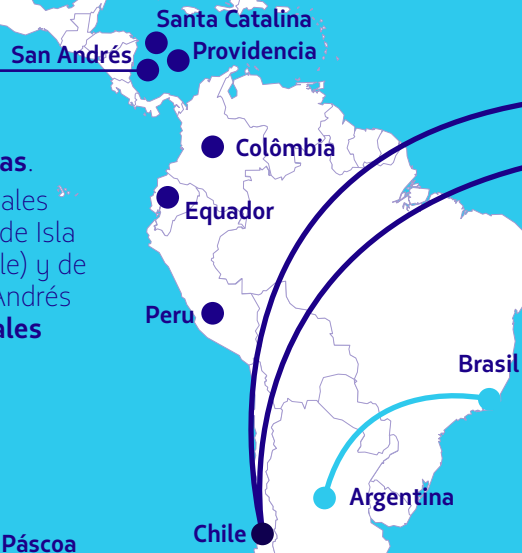 Santa Catalina
San Andrés
Providencia
Colômbia
as.
ales
Equador
de Isla
le) y de
Andrés
Peru
ales
Brasil
Argentina
Chile
Páscoa